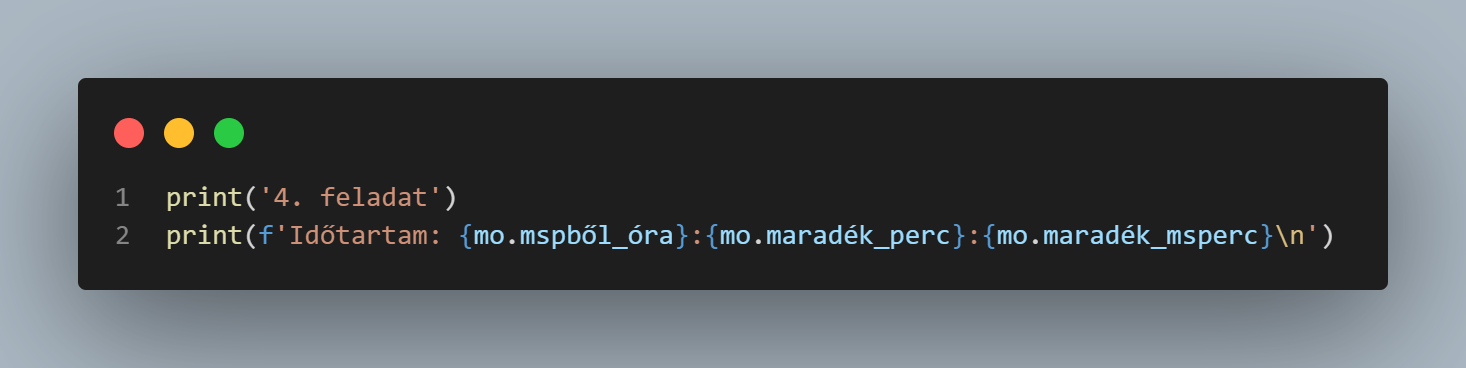 1 print('4. feladat')
2 print(f'Időtartam: {mo.mspből_óra}:{mo.maradék_perc}:{mo.maradék_msperc}\n')